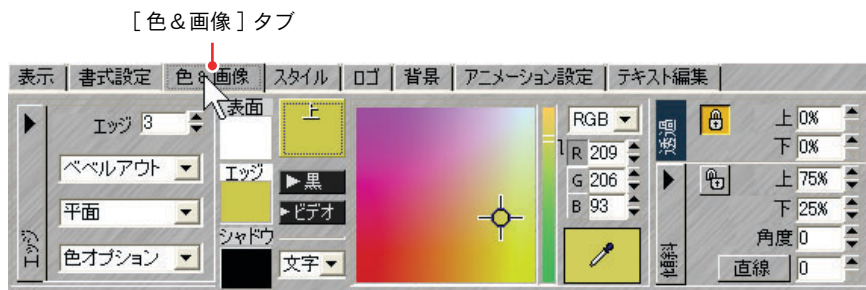 ［色＆画像］タブ
表示 書式設定 色&画像 スタイル ロゴ 背景 アニメーション設定 テキスト編集
エッジ 3
ベベルアウト
平面
色オプション
エッジ
表面
エッジ
シャドウ
上
▶黒
▶ビデオ
文字
RGB
R 209
G 206
B 93
透過
上 0%
下 0%
傾斜
上 75%
下 25%
角度 0
直線 0